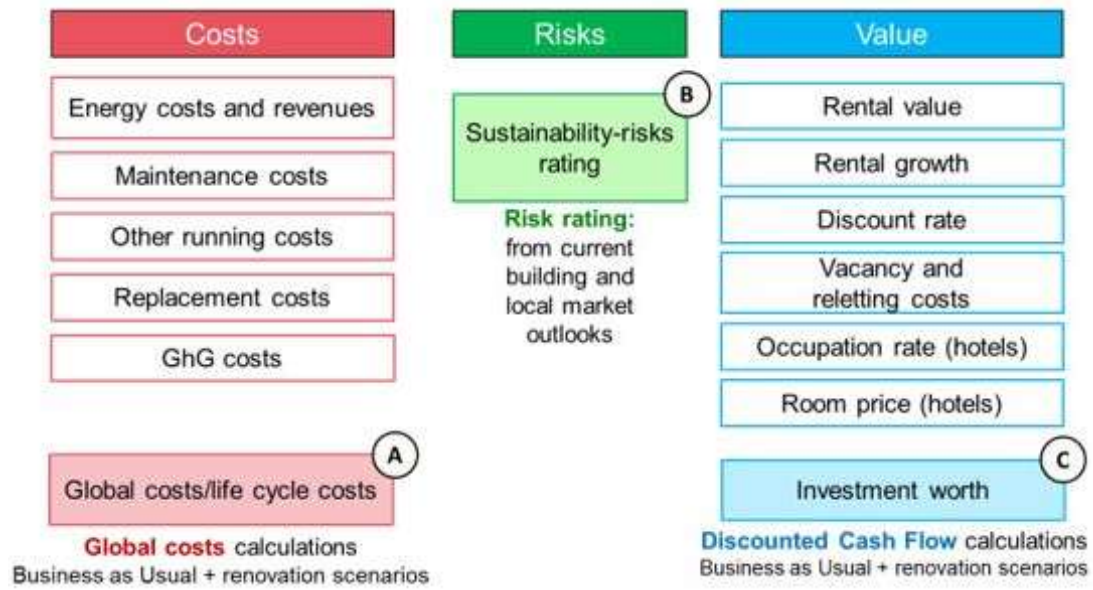 Costs
Energy costs and revenues
Maintenance costs
Other running costs
Replacement costs
GhG costs
A
Global costs/life cycle costs
Global costs calculations
Business as Usual + renovation scenarios
Risks
B
Sustainability-risks
rating
Risk rating:
from current
building and
local market
outlooks
Value
Rental value
Rental growth
Discount rate
Vacancy and
reletting costs
Occupation rate (hotels)
Room price (hotels)
C
Investment worth
Discounted Cash Flow calculations
Business as Usual + renovation scenarios